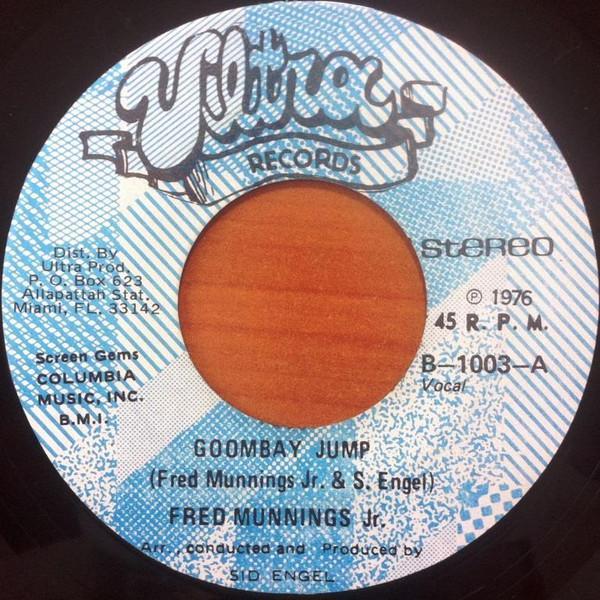 Ultra
RECORDS
Dist. By
Ultra Prod.
P. O. Box 623
Allapattah Stat.
Miami, FL, 33142
STEREO
℗ 1976
45 R. P. M.
B-1003-A
Vocal
Screen Gems
COLUMBIA
MUSIC, INC.
B.M.I.
GOOMBAY JUMP
(Fred Munnings Jr. & S. Engel)
FRED MUNNINGS Jr.
Arr., conducted and Produced by
SID ENGEL